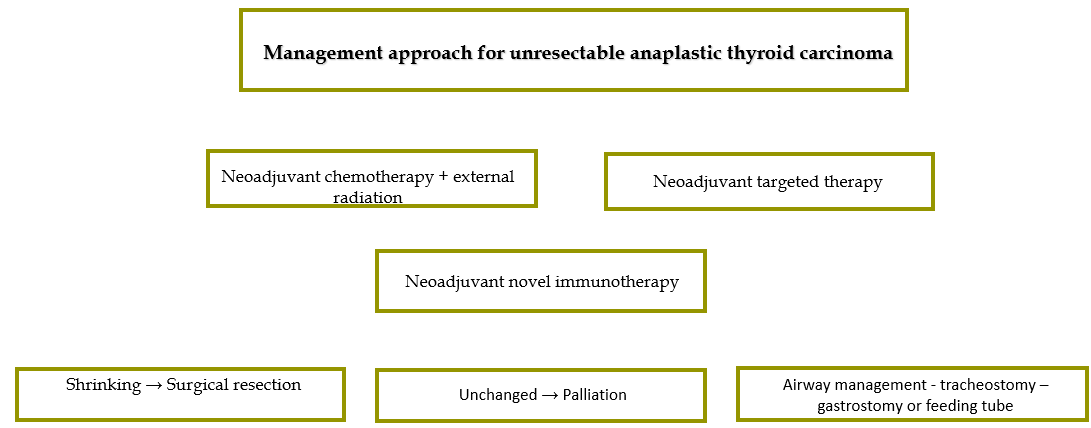 Management approach for unresectable anaplastic thyroid carcinoma
Neoadjuvant chemotherapy + external
radiation
Neoadjuvant targeted therapy
Neoadjuvant novel immunotherapy
Shrinking → Surgical resection
Unchanged → Palliation
Airway management - tracheostomy –
gastrostomy or feeding tube